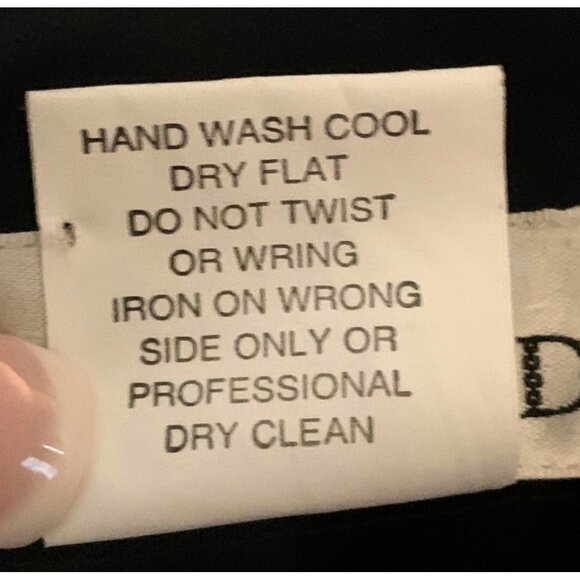 HAND WASH COOL
DRY FLAT
DO NOT TWIST
OR WRING
IRON ON WRONG
SIDE ONLY OR
PROFESSIONAL
DRY CLEAN
D